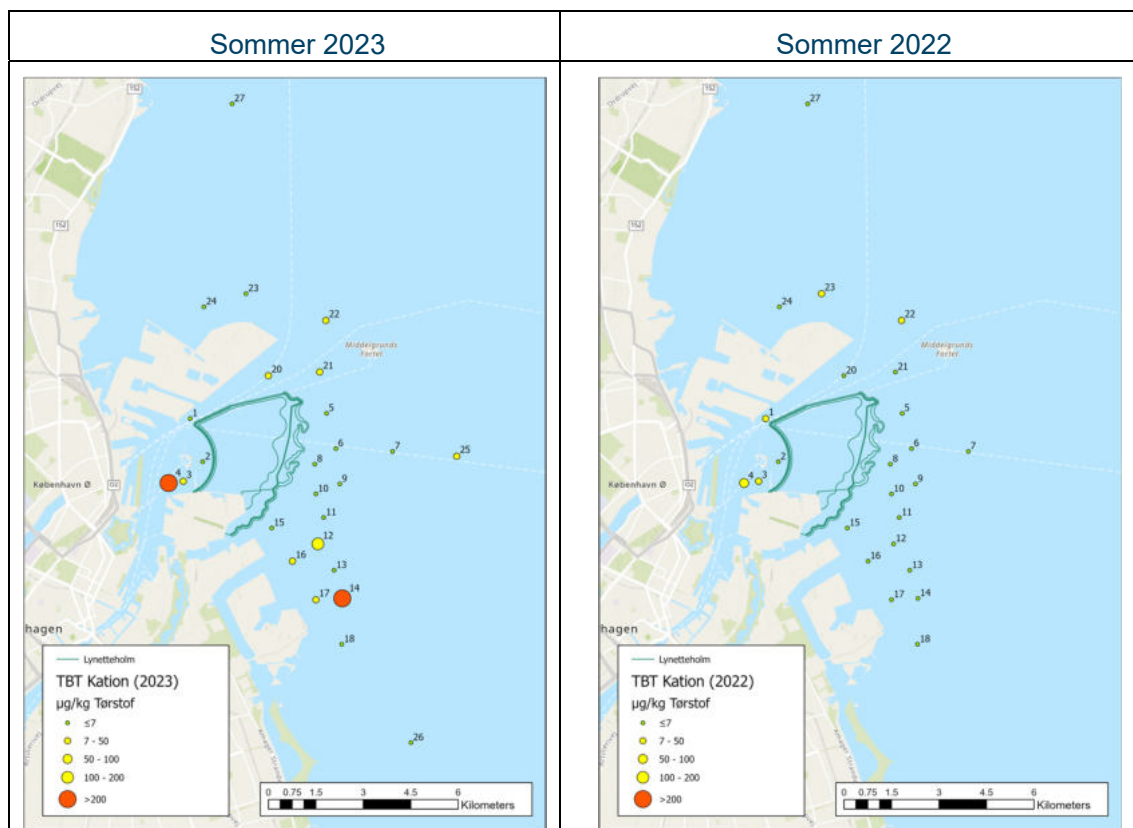 Sommer 2023
Sommer 2022
Ordrupvej
152
27
152
23
24
22
Middelgrunds
Fortet
20
21
1
5
6
7
25
2
8
4
3
9
København Ø
O2
10
11
15
12
16
13
17
14
18
hagen
Lynetteholm
TBT Kation (2023)
µg/kg Tørstof
≤7
7 - 50
50 - 100
100 - 200
>200
26
Amager Strandvej
0 0.75 1.5 3 4.5 6
Kilometers
Ordrupvej
152
27
152
23
24
22
Middelgrunds
Fortet
20
21
1
5
6
7
2
8
4
3
9
København Ø
O2
10
11
15
12
16
13
17
14
18
hagen
Lynetteholm
TBT Kation (2022)
µg/kg Tørstof
≤7
7 - 50
50 - 100
100 - 200
>200
0 0.75 1.5 3 4.5 6
Kilometers